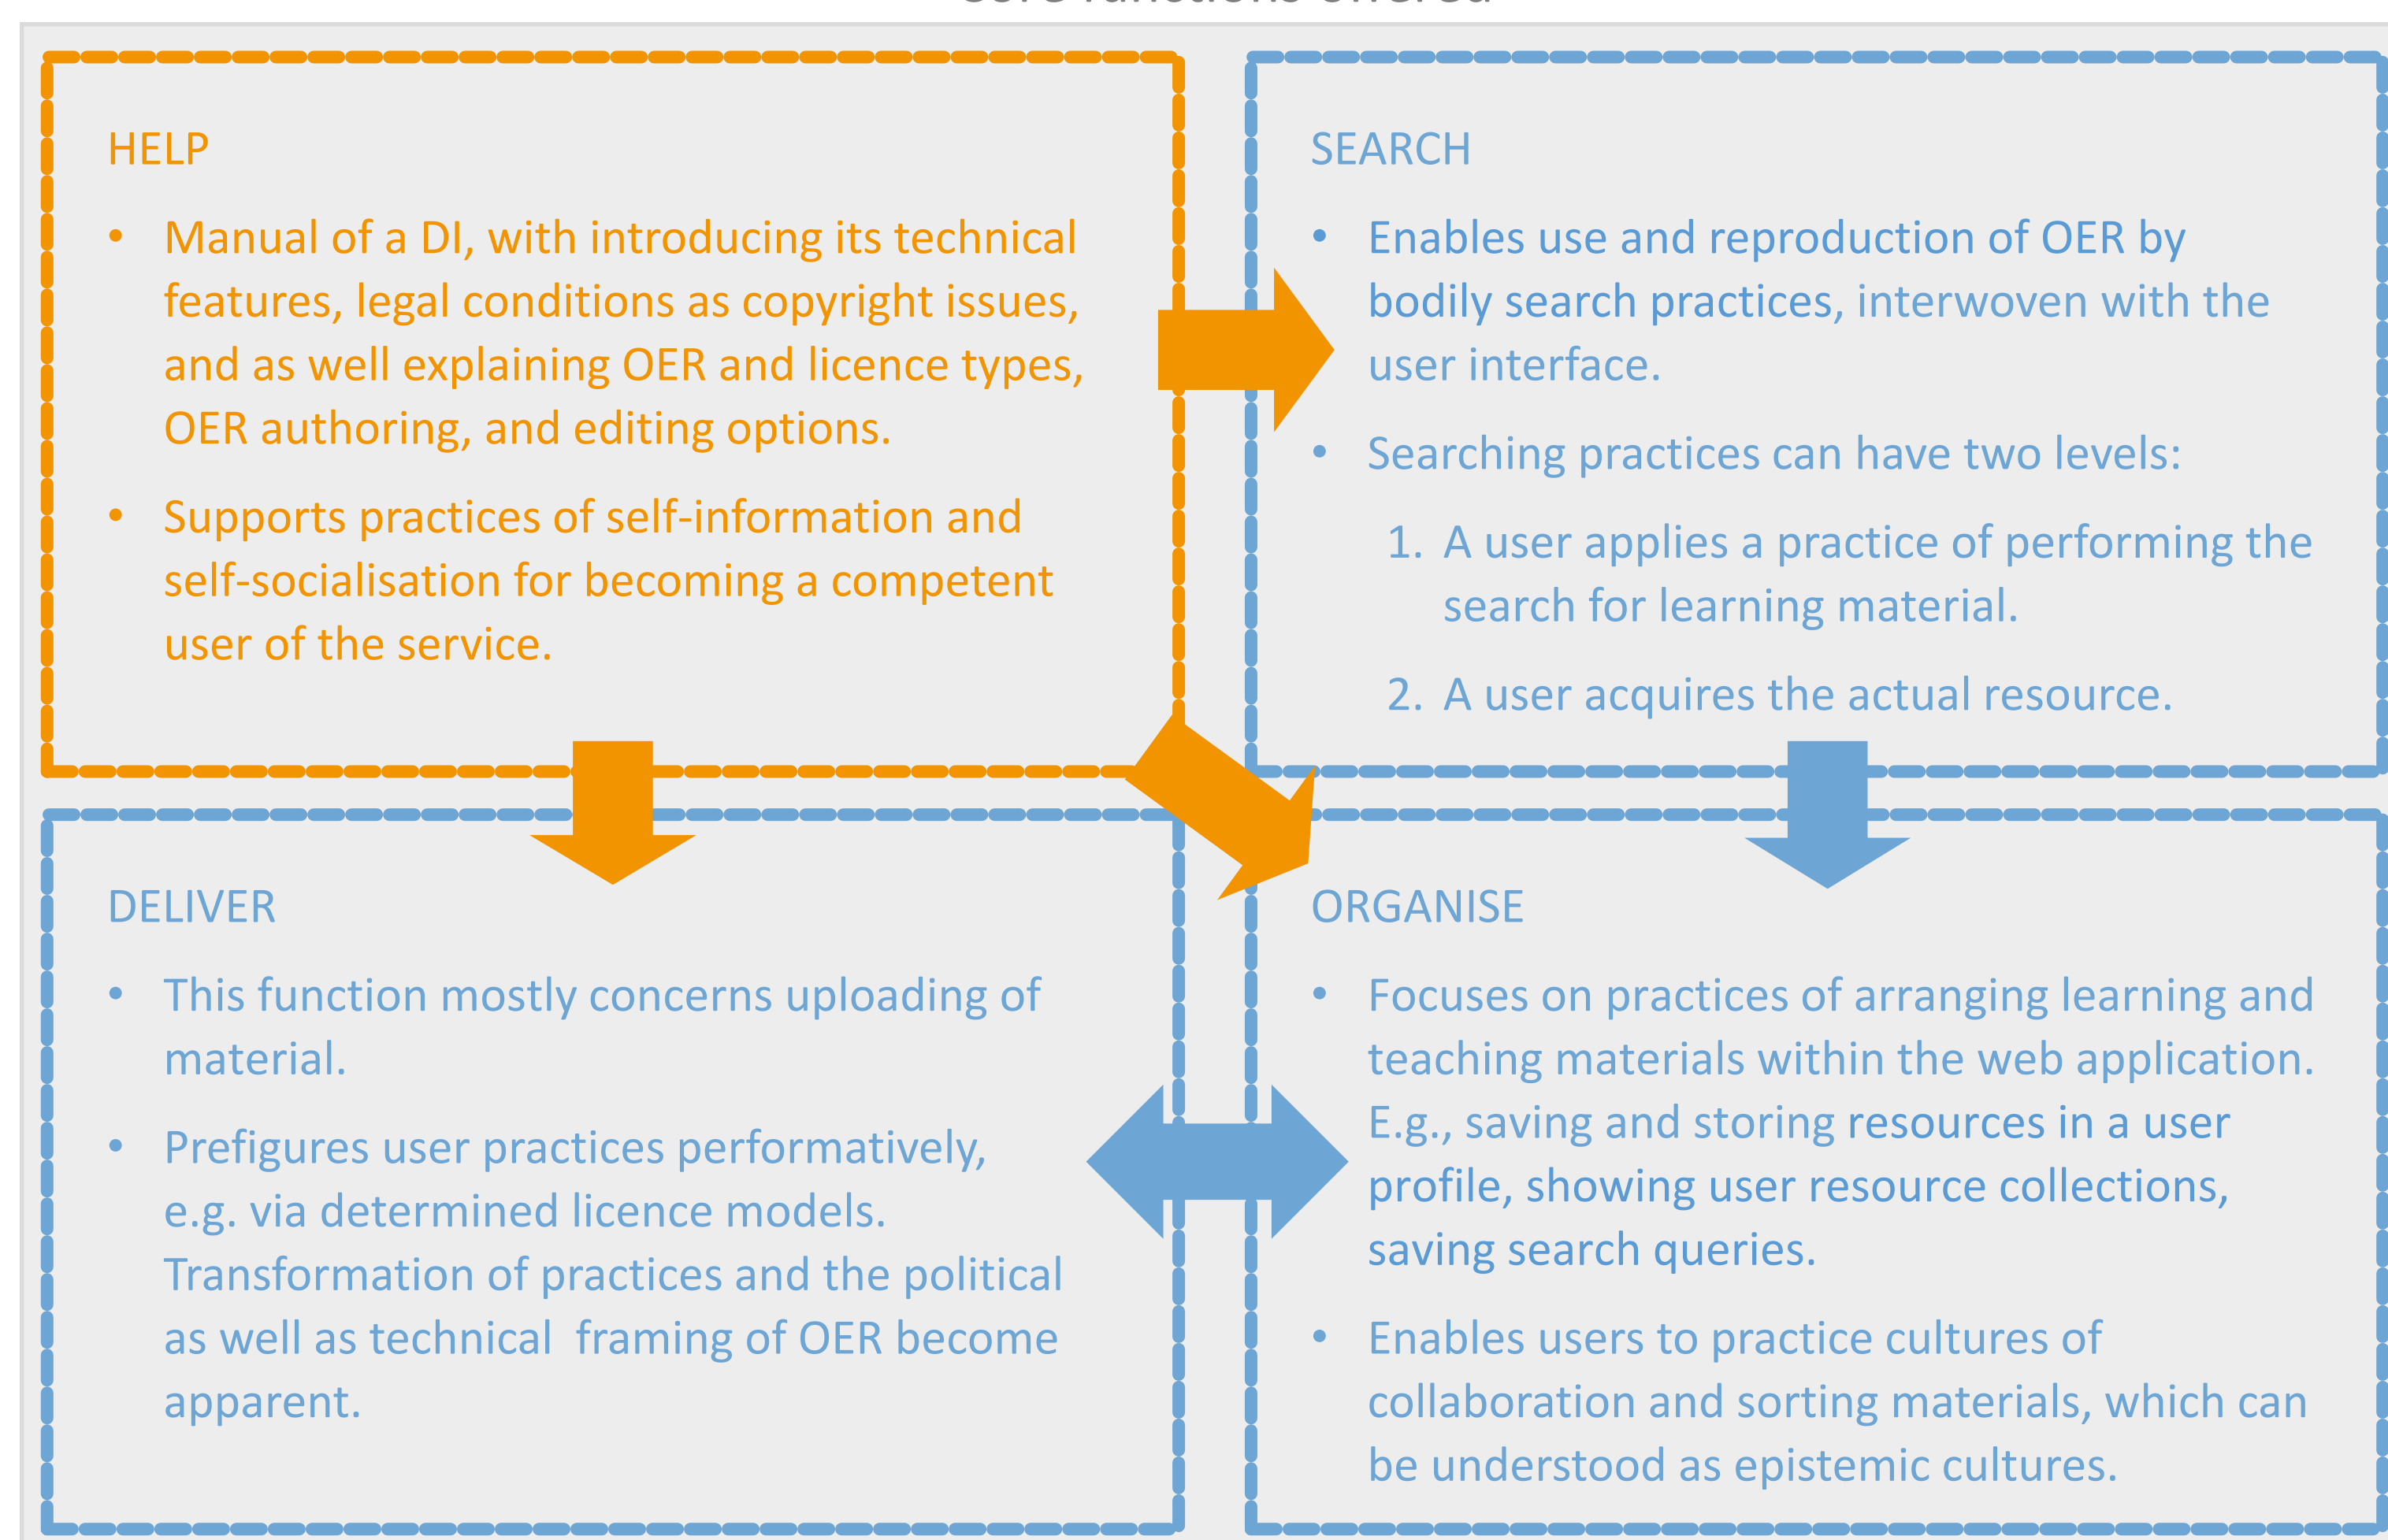 Core functions offered
HELP
• Manual of a DI, with introducing its technical
features, legal conditions as copyright issues,
and as well explaining OER and licence types,
OER authoring, and editing options.
• Supports practices of self-information and
self-socialisation for becoming a competent
user of the service.
SEARCH
• Enables use and reproduction of OER by
bodily search practices, interwoven with the
user interface.
• Searching practices can have two levels:
1. A user applies a practice of performing the
search for learning material.
2. A user acquires the actual resource.
DELIVER
• This function mostly concerns uploading of
material.
• Prefigures user practices performatively,
e.g. via determined licence models.
Transformation of practices and the political
as well as technical  framing of OER become
apparent.
ORGANISE
• Focuses on practices of arranging learning and
teaching materials within the web application.
E.g., saving and storing resources in a user
profile, showing user resource collections,
saving search queries.
• Enables users to practice cultures of
collaboration and sorting materials, which can
be understood as epistemic cultures.